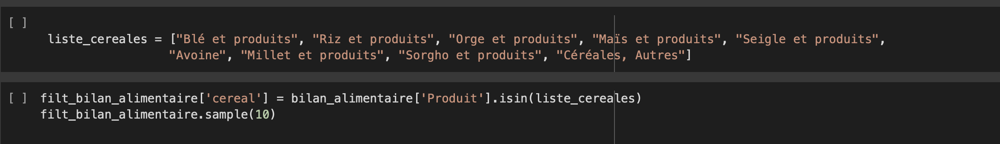 [ ]
liste_cereales = ["Blé et produits", "Riz et produits", "Orge et produits", "Maïs et produits", "Seigle et produits",
"Avoine", "Millet et produits", "Sorgho et produits", "Céréales, Autres"]
[ ] filt_bilan_alimentaire['cereal'] = bilan_alimentaire['Produit'].isin(liste_cereales)
filt_bilan_alimentaire.sample(10)